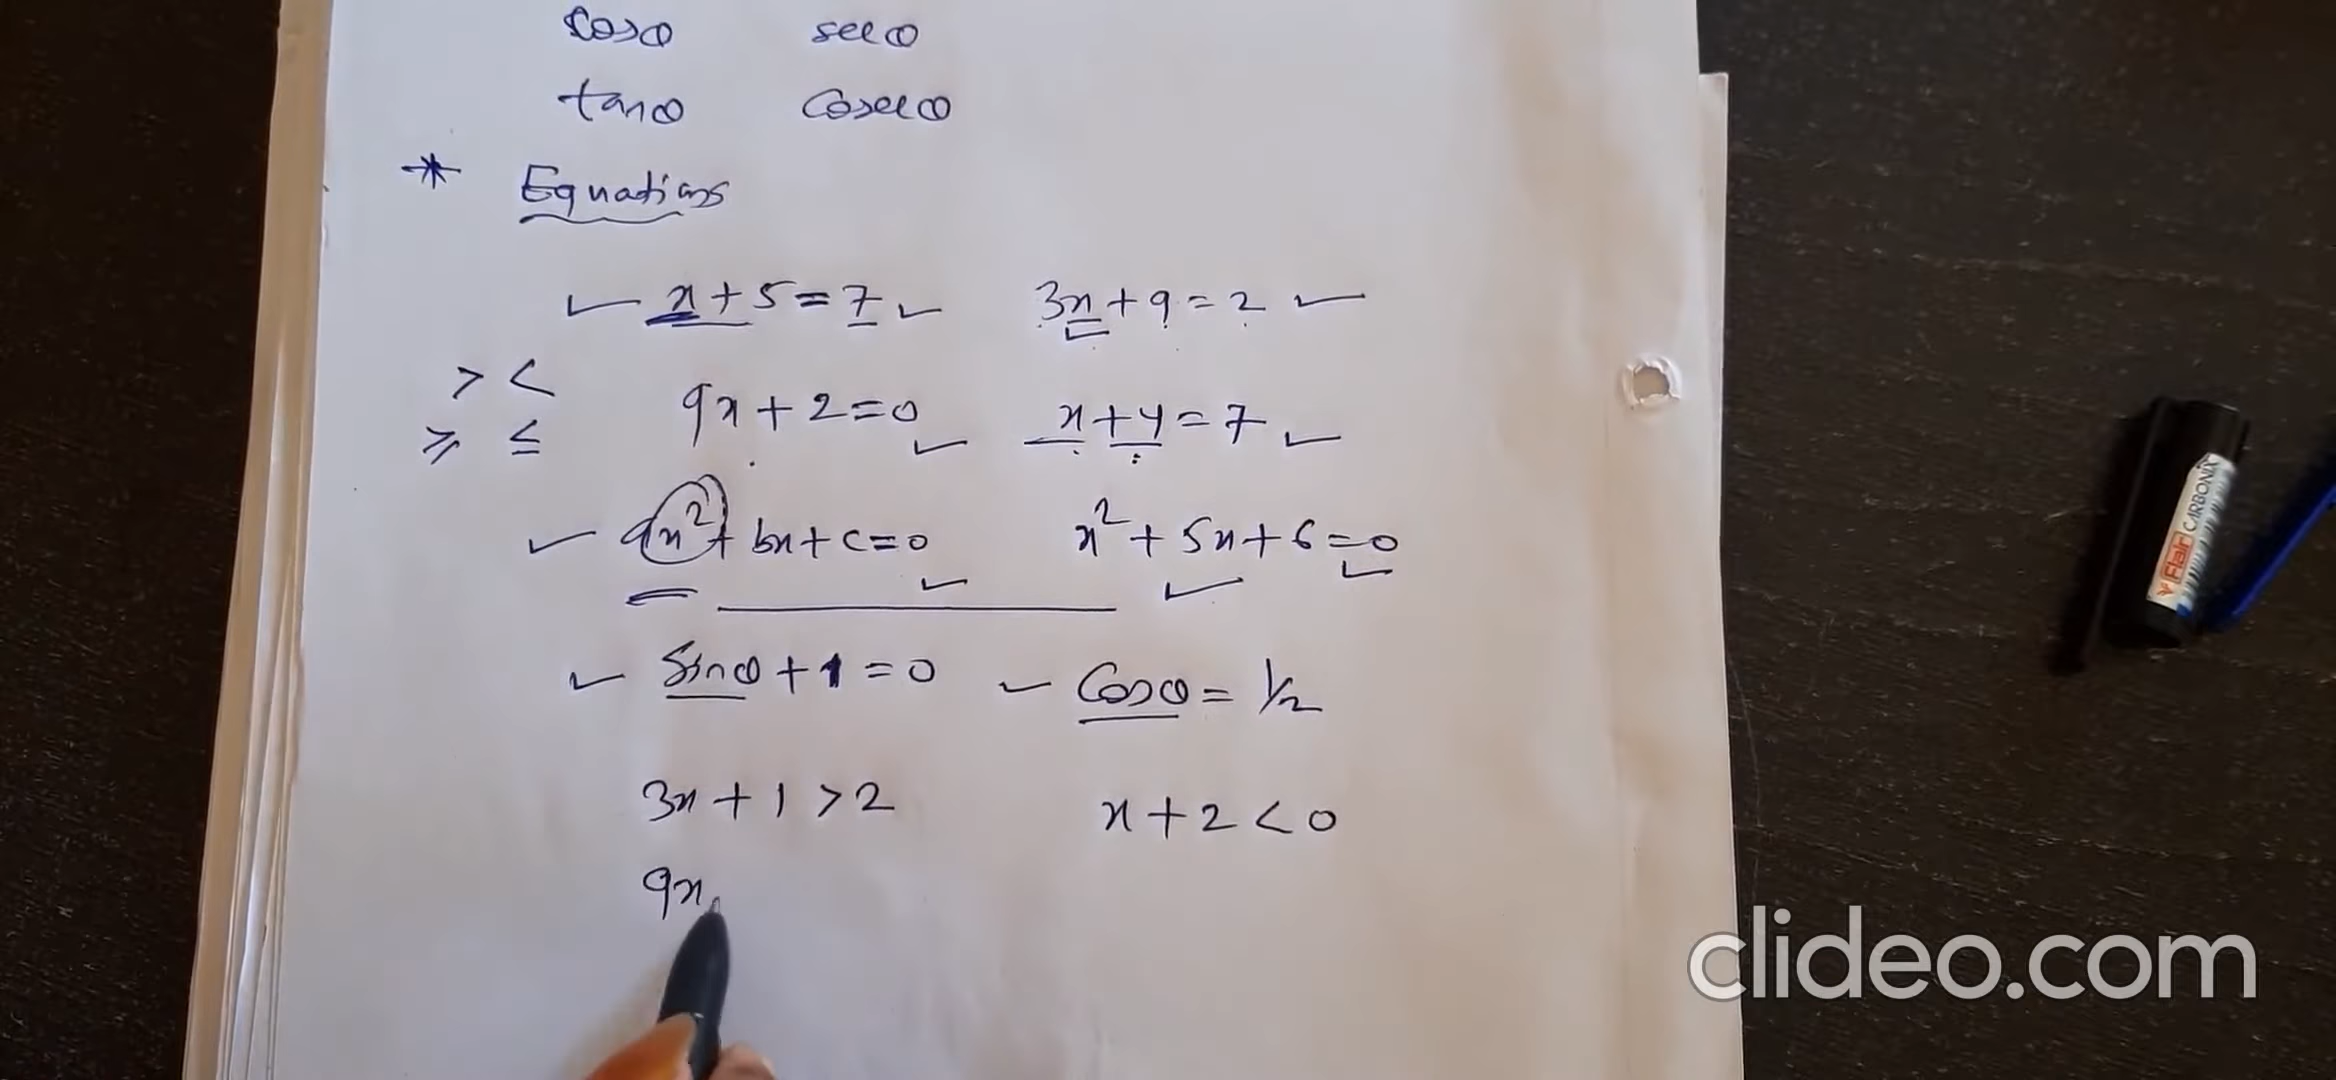 cosθ secθ
tanθ cosecθ
* Equations
✓ x + 5 = 7 ✓ 3x + 9 = 2 ✓
> <
9x + 2 = 0 ✓ x + y = 7 ✓
≥ ≤
✓ ax² + bx + c = 0 ✓ x² + 5x + 6 = 0 ✓
✓ Sinθ + 1 = 0 ✓ Cosθ = 1/2
3x + 1 > 2 x + 2 < 0
9x
Flair CARBONIX
clideo.com